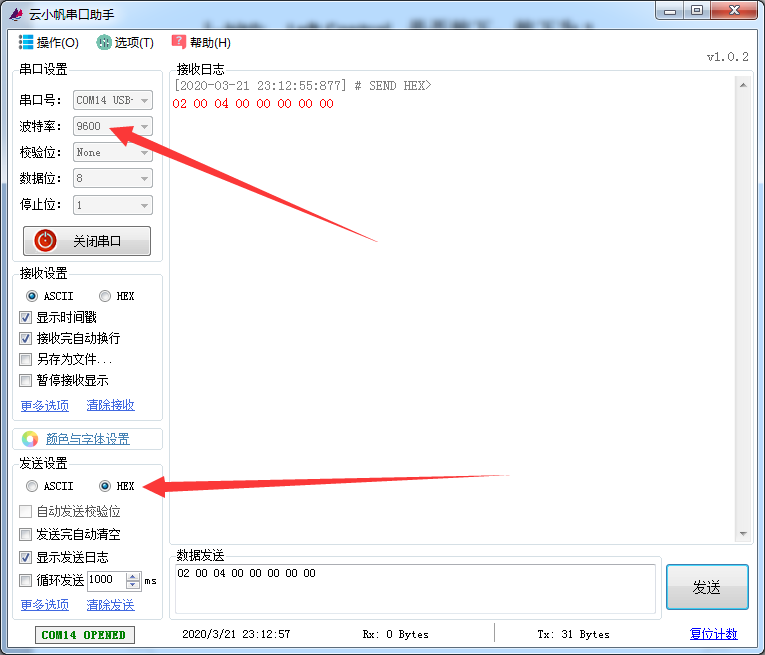 云小帆串口助手
操作(O) 选项(T) 帮助(H)
v1.0.2
串口设置
串口号： COM14 USB-
波特率： 9600
校验位： None
数据位： 8
停止位： 1
关闭串口
接收设置
ASCII HEX
显示时间戳
接收完自动换行
另存为文件...
暂停接收显示
更多选项 清除接收
颜色与字体设置
发送设置
ASCII HEX
自动发送校验位
发送完自动清空
显示发送日志
循环发送 1000 ms
更多选项 清除发送
接收日志
[2020-03-21 23:12:55:877] # SEND HEX>
02 00 04 00 00 00 00 00
数据发送
02 00 04 00 00 00 00 00
发送
COM14 OPENED 2020/3/21 23:12:57 Rx: 0 Bytes Tx: 31 Bytes 复位计数